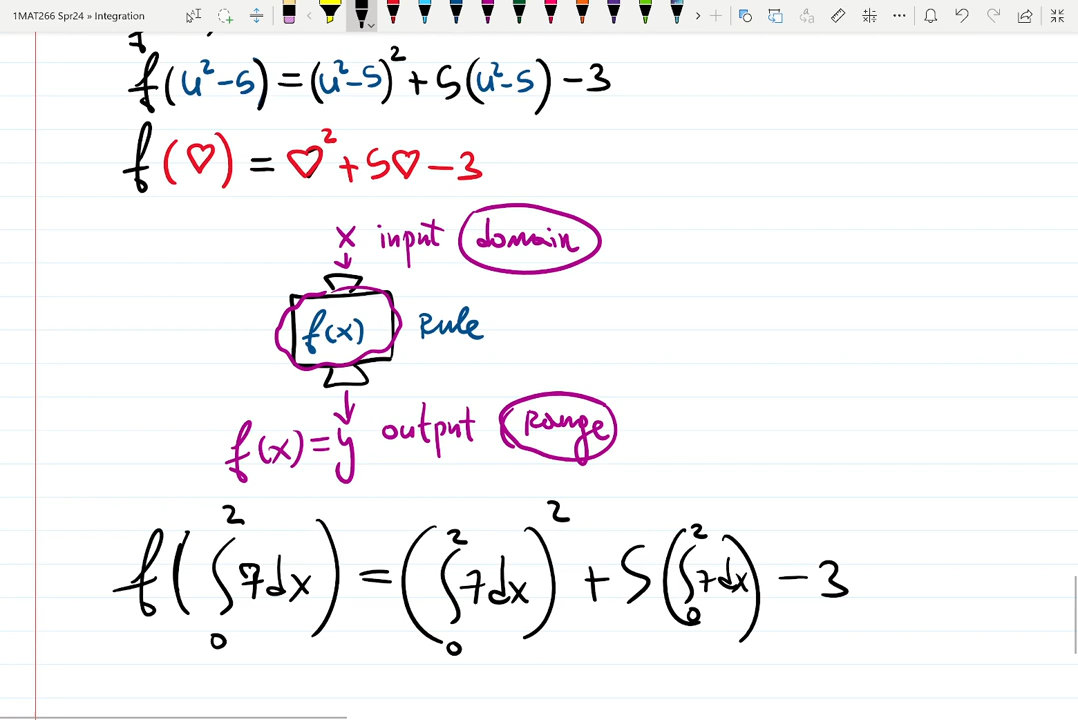 1MAT266 Spr24 » Integration
f(u²-5) = (u²-5)² + 5(u²-5) - 3
f(♡) = ♡² + 5♡ - 3
x input domain
f(x) Rule
f(x) = y output Range
f(∫₀² 7dx) = (∫₀² 7dx)² + 5(∫₀² 7dx) - 3